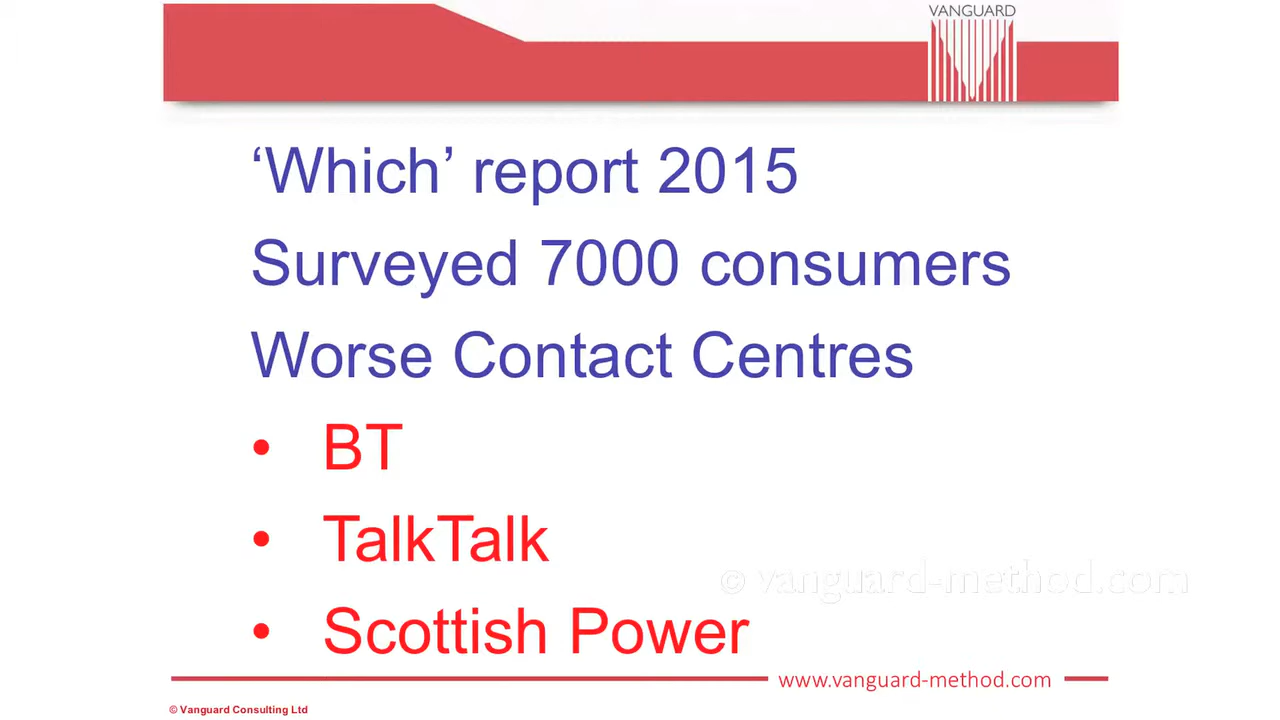 VANGUARD
‘Which’ report 2015
Surveyed 7000 consumers
Worse Contact Centres
• BT
• TalkTalk
• Scottish Power
© vanguard-method.com
www.vanguard-method.com
© Vanguard Consulting Ltd